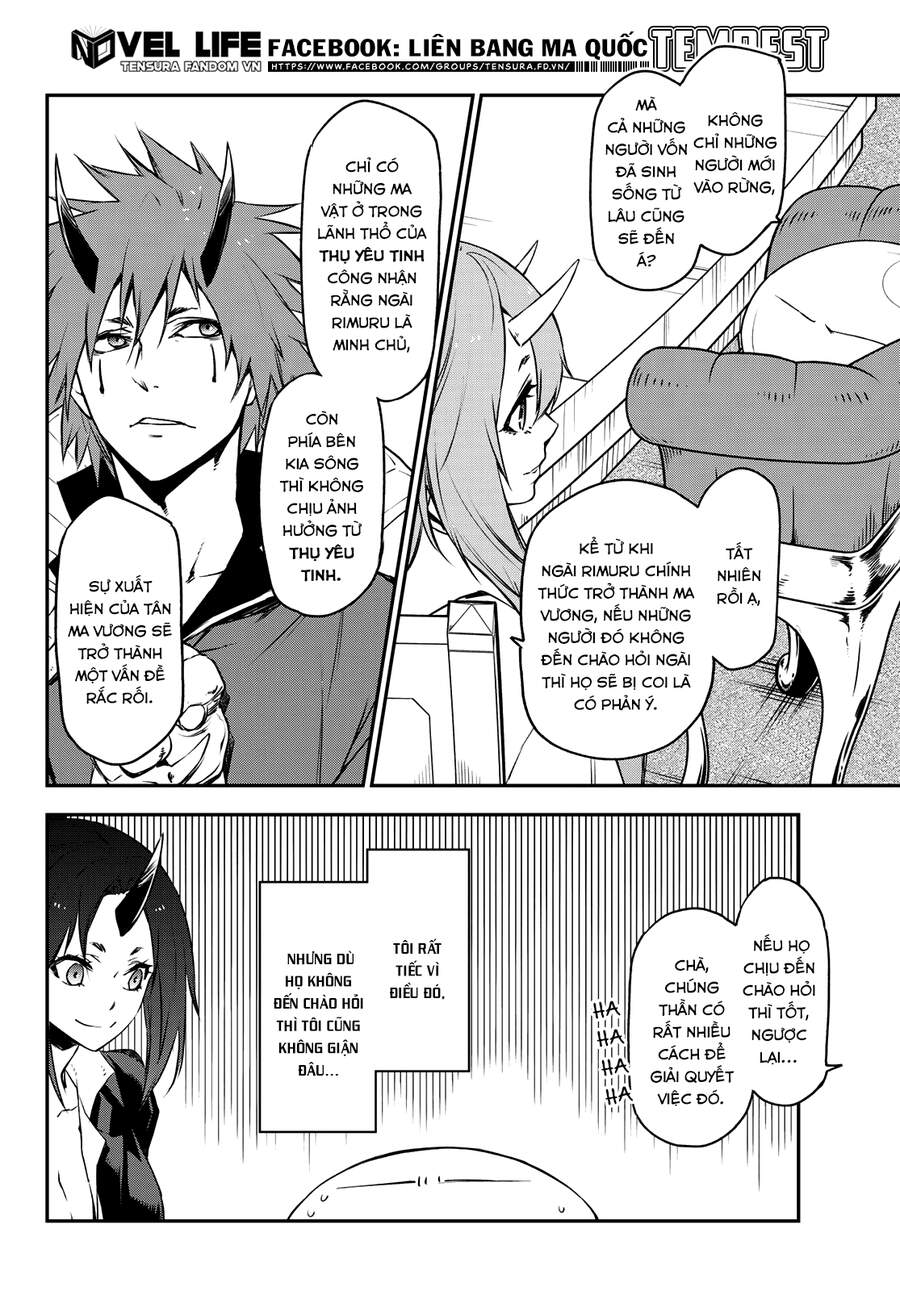 NOVEL LIFE
TENSURA FANDOM VN
FACEBOOK: LIÊN BANG MA QUỐC
HTTPS://WWW.FACEBOOK.COM/GROUPS/TENSURA.FD.VN/
TEMPEST
KHÔNG
CHỈ NHỮNG
NGƯỜI MỚI
VÀO RỪNG,
MÀ
CẢ NHỮNG
NGƯỜI VỐN
ĐÃ SINH
SỐNG TỪ
LÂU CŨNG
SẼ ĐẾN
Á?
TẤT
NHIÊN
RỒI Ạ,
KỂ TỪ KHI
NGÀI RIMURU CHÍNH
THỨC TRỞ THÀNH MA
VƯƠNG, NẾU NHỮNG
NGƯỜI ĐÓ KHÔNG
ĐẾN CHÀO HỎI NGÀI
THÌ HỌ SẼ BỊ COI LÀ
CÓ PHẢN Ý.
CHỈ CÓ
NHỮNG MA
VẬT Ở TRONG
LÃNH THỔ CỦA
THỤ YÊU TINH
CÔNG NHẬN
RẰNG NGÀI
RIMURU LÀ
MINH CHỦ,
CÒN
PHÍA BÊN
KIA SÔNG
THÌ KHÔNG
CHỊU ẢNH
HƯỞNG TỪ
THỤ YÊU
TINH.
SỰ XUẤT
HIỆN CỦA TÂN
MA VƯƠNG SẼ
TRỞ THÀNH
MỘT VẤN ĐỀ
RẮC RỐI.
NẾU HỌ
CHỊU ĐẾN
CHÀO HỎI
THÌ TỐT,
NGƯỢC
LẠI...
CHÀ,
CHÚNG
THẦN CÓ
RẤT NHIỀU
CÁCH ĐỂ
GIẢI QUYẾT
VIỆC ĐÓ.
HA
HA
HA
HA
TÔI RẤT
TIẾC VÌ
ĐIỀU ĐÓ.
NHƯNG DÙ
HỌ KHÔNG
ĐẾN CHÀO HỎI
THÌ TÔI CŨNG
KHÔNG GIẬN
ĐÂU...